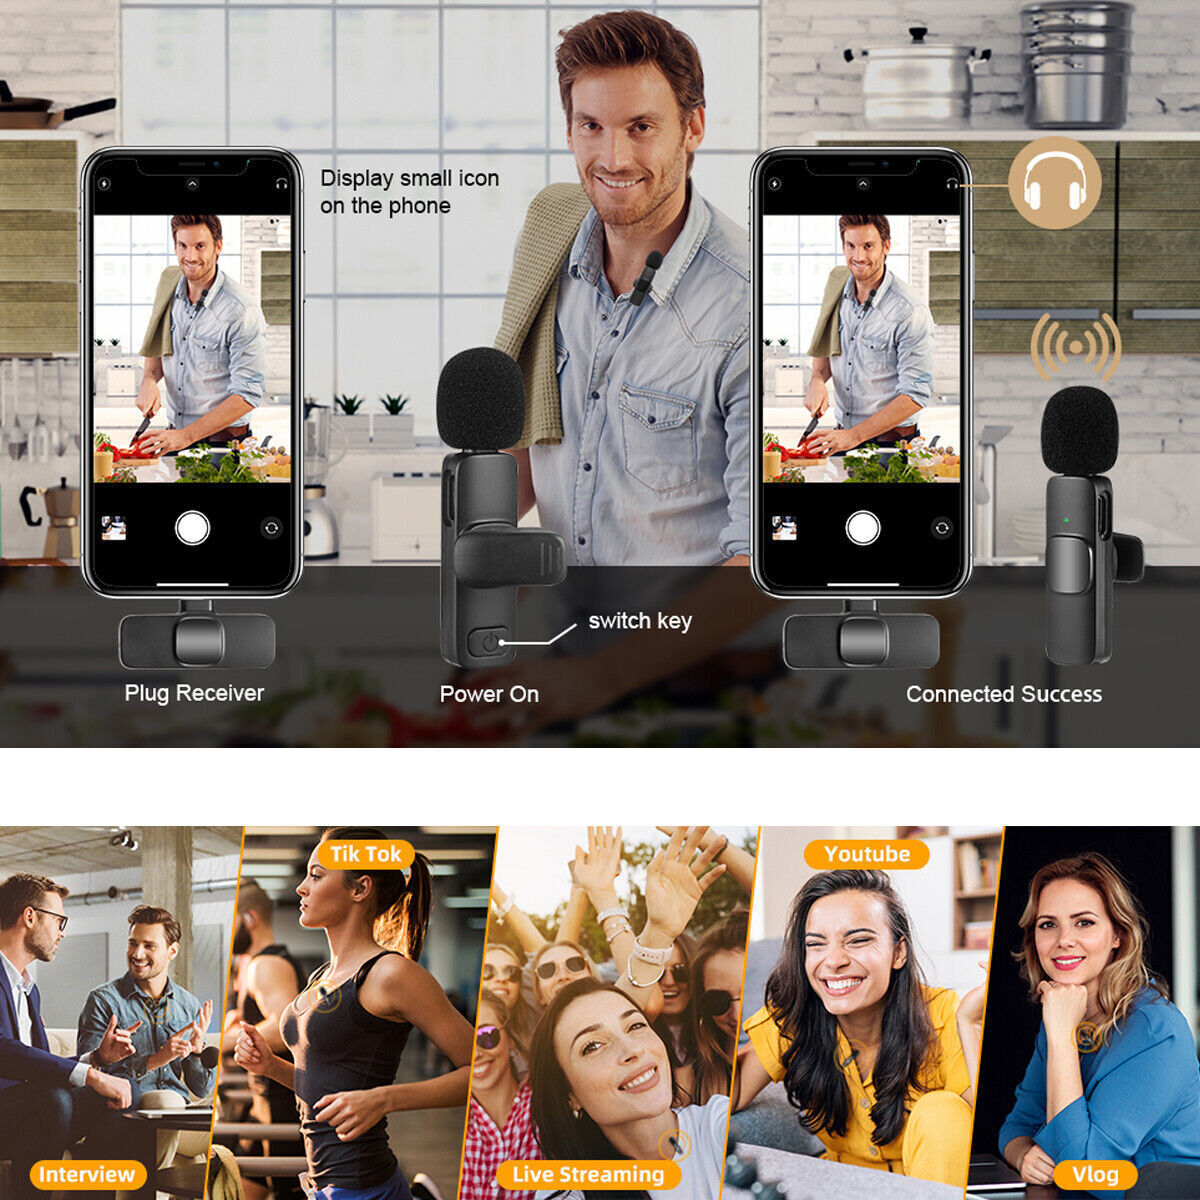 Display small icon
on the phone
switch key
Plug Receiver
Power On
Connected Success
Tik Tok
Youtube
Interview
Live Streaming
Vlog